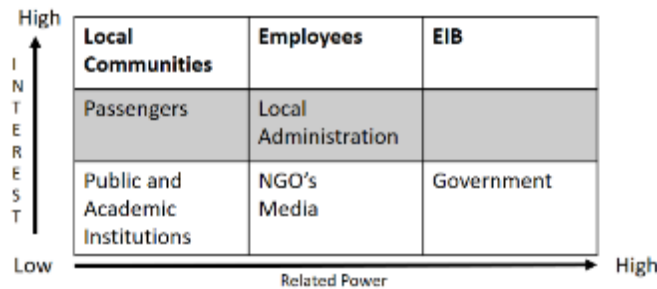 High
INTEREST
Local Employees EIB
Communities
Passengers Local
Administration
Public and NGO's Government
Academic Media
Institutions
Low High
Related Power